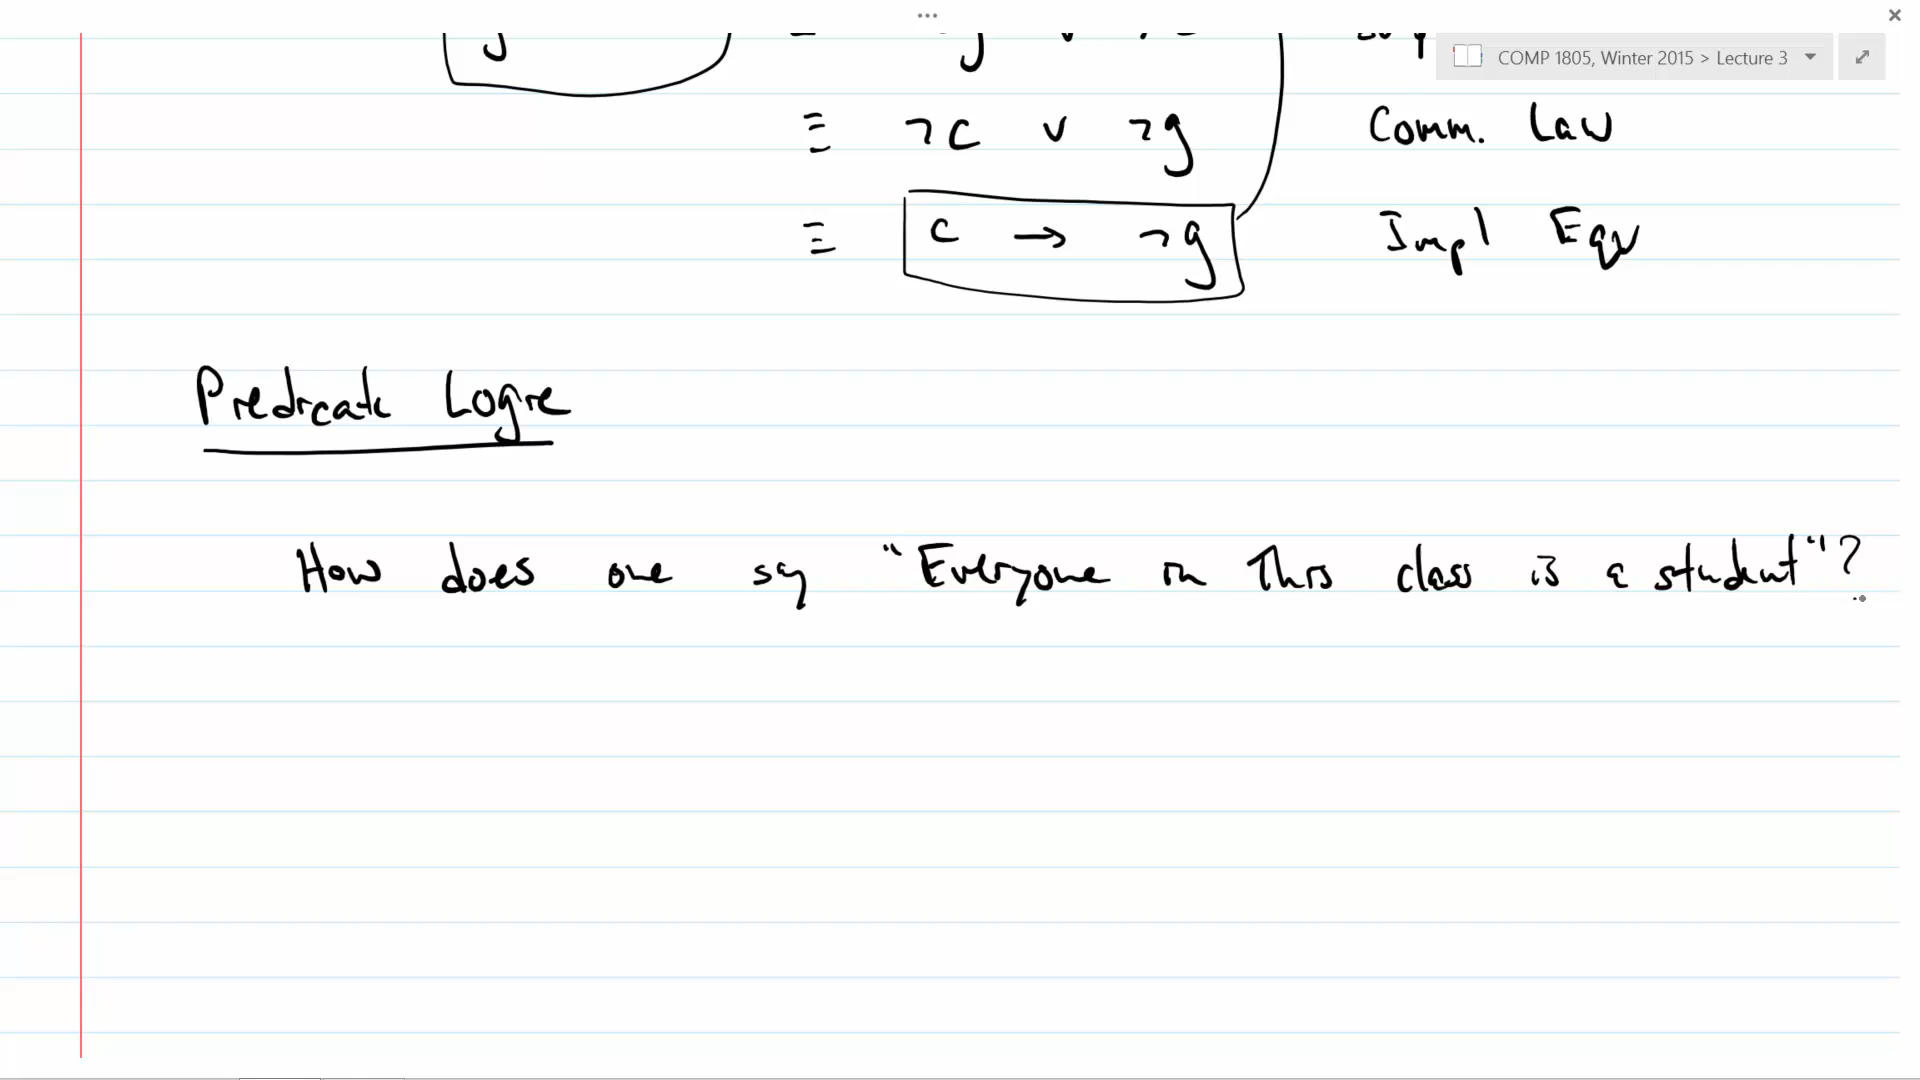 COMP 1805, Winter 2015 > Lecture 3
≡ ¬c ∨ ¬g Comm. Law
≡ c → ¬g Impl Equ
Predicate Logic
How does one say "Everyone in this class is a student"?